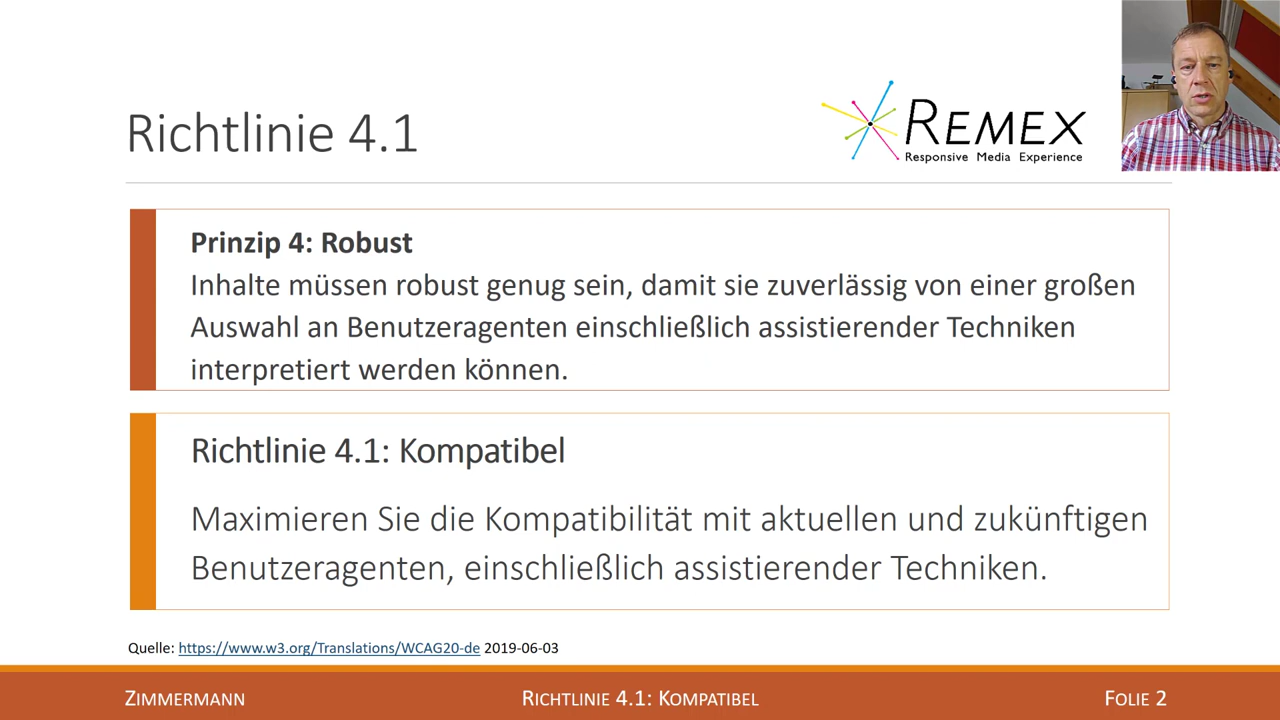 Richtlinie 4.1
REMEX
Responsive Media Experience
Prinzip 4: Robust
Inhalte müssen robust genug sein, damit sie zuverlässig von einer großen
Auswahl an Benutzeragenten einschließlich assistierender Techniken
interpretiert werden können.
Richtlinie 4.1: Kompatibel
Maximieren Sie die Kompatibilität mit aktuellen und zukünftigen
Benutzeragenten, einschließlich assistierender Techniken.
Quelle: https://www.w3.org/Translations/WCAG20-de 2019-06-03
ZIMMERMANN RICHTLINIE 4.1: KOMPATIBEL FOLIE 2